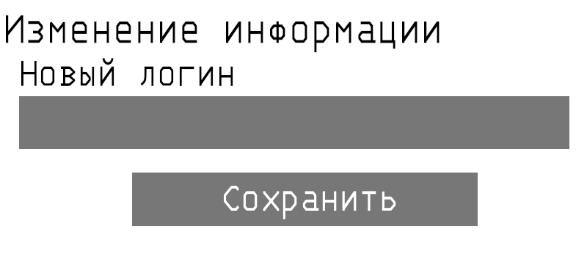 Изменение информации
Новый логин
Сохранить